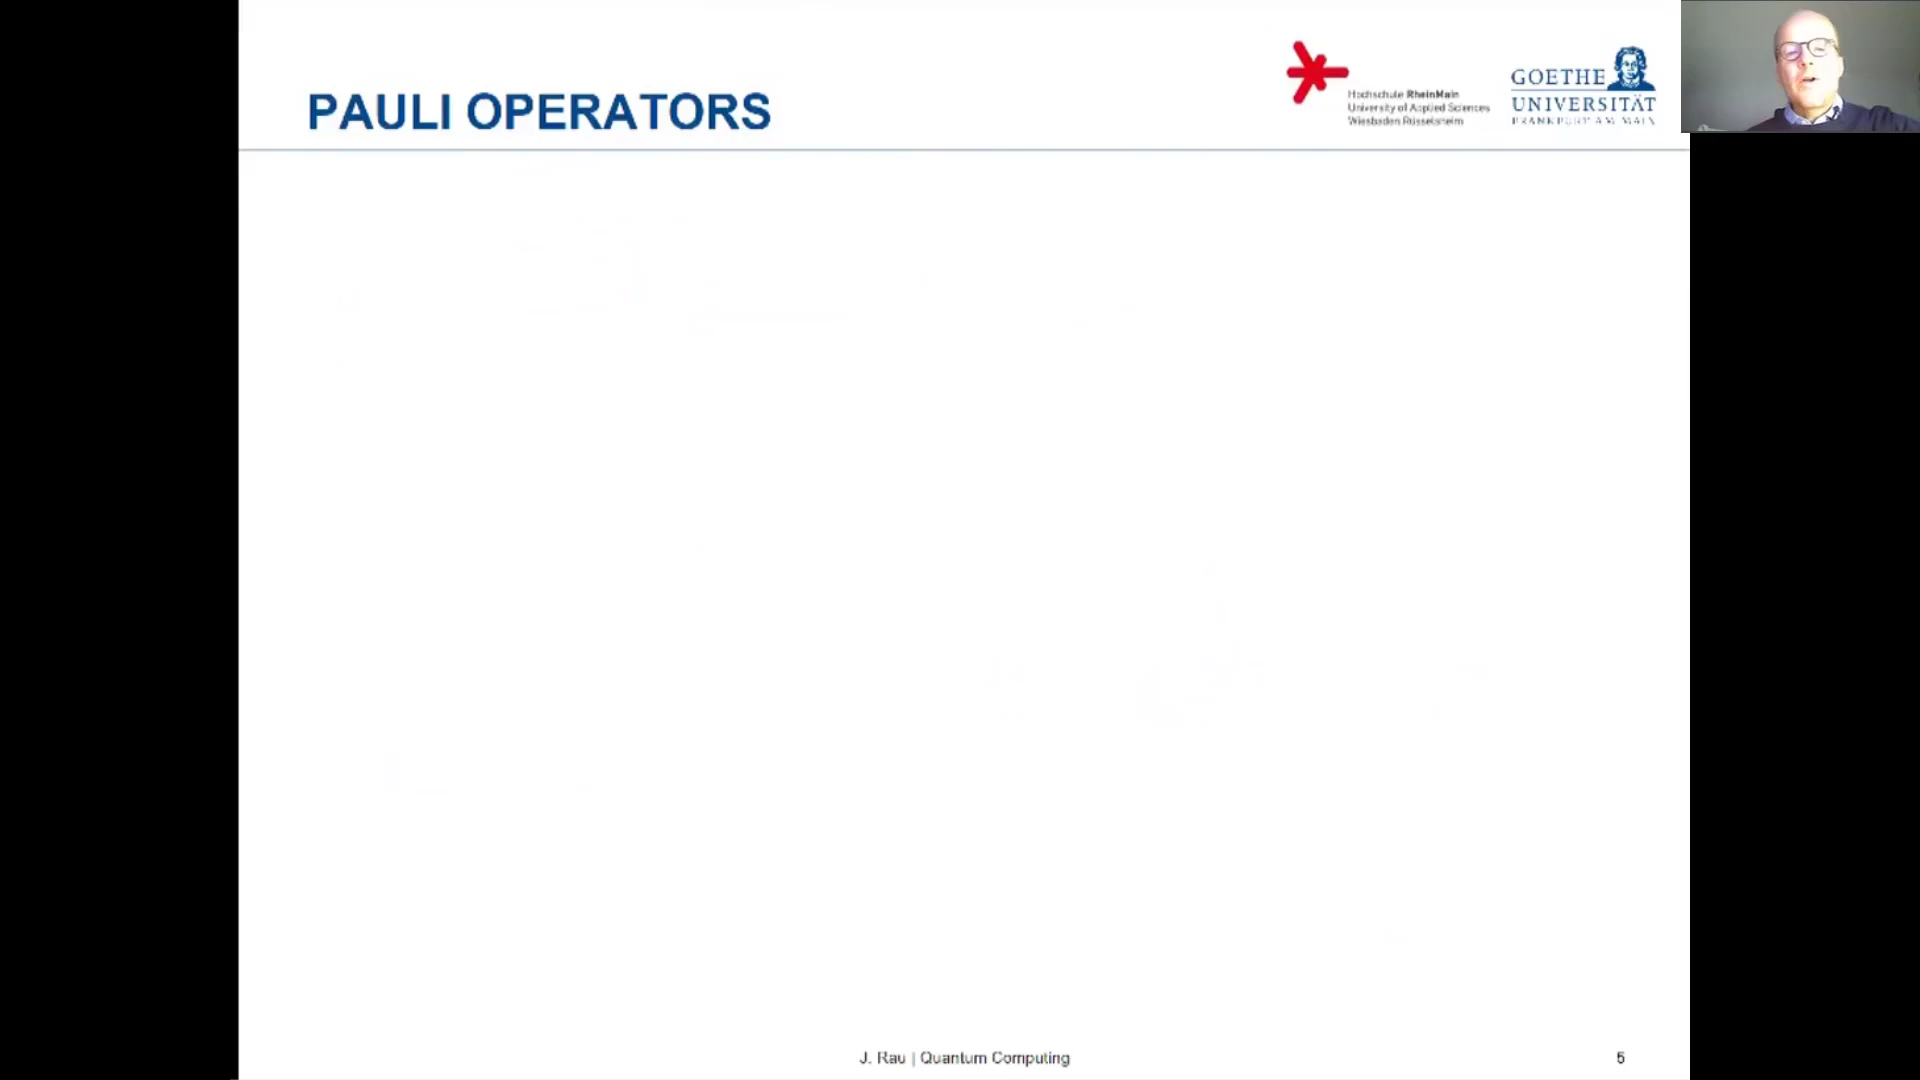 PAULI OPERATORS
Hochschule RheinMain
University of Applied Sciences
Wiesbaden Rüsselsheim
GOETHE
UNIVERSITÄT
FRANKFURT AM MAIN
J. Rau | Quantum Computing
5